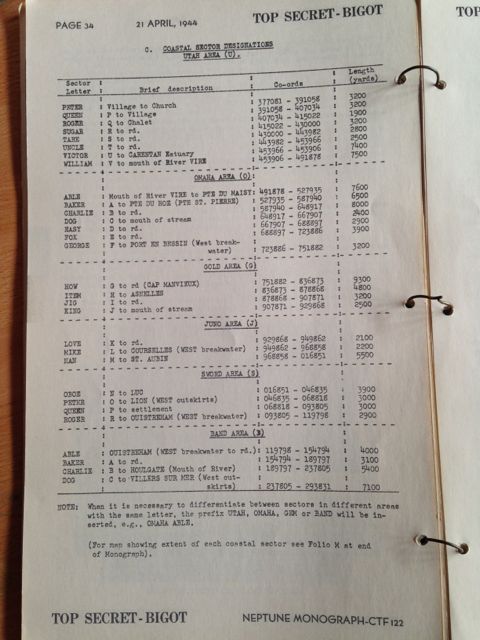 PAGE 34 21 APRIL, 1944 TOP SECRET-BIGOT
C. COASTAL SECTOR DESIGNATIONS
UTAH AREA (U).
Sector Letter : Brief description : Co-ords : Length (yards)
PETER : Village to Church : 377081 - 391058 : 3200
QUEEN : P to Village : 391058 - 407034 : 3200
ROGER : Q to Chalet : 407034 - 415022 : 1900
SUGAR : R to rd. : 415022 - 430000 : 3200
TARE : S to rd. : 430000 - 443982 : 2800
UNCLE : T to rd. : 443982 - 453966 : 2500
VICTOR : U to CARENTAN Estuary : 453966 - 453906 : 7400
WILLIAM : V to mouth of River VIRE : 453906 - 491878 : 7500
OMAHA AREA (O).
ABLE : Mouth of River VIRE to PTE DU MAIST: 491878 - 527935 : 7600
BAKER : A to PTE DU HOE (PTE ST. PIERRE) : 527935 - 587940 : 6500
CHARLIE : B to rd. : 587940 - 648917 : 8000
DOG : C to mouth of stream : 648917 - 667907 : 2400
EASY : D to rd. : 667907 - 688897 : 2900
FOX : E to rd. : 688897 - 723886 : 3900
GEORGE : F to PORT EN BESSIN (West break-
water) : 723886 - 751882 : 3200
GOLD AREA (G)
HOW : G to rd (CAP MANVIEUX) : 751882 - 836873 : 9300
ITEM : H to ASNELLES : 836873 - 878868 : 4800
JIG : I to rd. : 878868 - 907871 : 3200
KING : J to mouth of stream : 907871 - 929868 : 2500
JUNO AREA (J)
LOVE : K to rd. : 929868 - 949862 : 2100
MIKE : L to COURSELLES (WEST breakwater) : 949862 - 968858 : 2200
NAN : M to ST. AUBIN : 968858 - 016851 : 5500
SWORD AREA (S)
OBOE : N to LUC : 016851 - 046835 : 3900
PETER : O to LION (WEST outskirts) : 046835 - 068818 : 3000
QUEEN : P to settlement : 068818 - 093805 : 3000
ROGER : R to OUISTREHAM (WEST breakwater) : 093805 - 119798 : 2900
BAND AREA (B)
ABLE : OUISTREHAM (WEST breakwater to rd.): 119798 - 154794 : 4000
BAKER : A to rd. : 154794 - 189797 : 3100
CHARLIE : B to HOULGATE (Mouth of River) : 189797 - 237805 : 5400
DOG : C to VILLERS SUR MER (West out-
skirts) : 237805 - 293831 : 7100
NOTE: When it is necessary to differentiate between sectors in different areas
with the same letter, the prefix UTAH, OMAHA, GEM or BAND will be in-
serted, e.g., OMAHA ABLE.
(For map showing extent of each coastal sector see Folio M at end
of Monograph).
TOP SECRET-BIGOT NEPTUNE MONOGRAPH-CTF 122
TOP